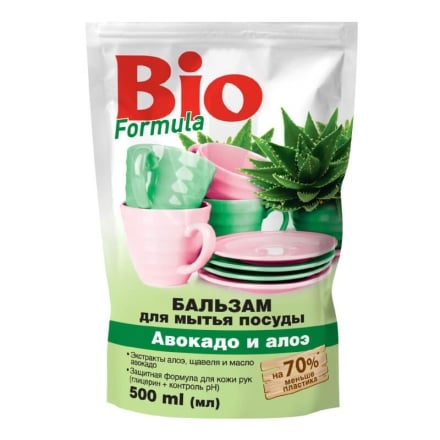 Bio
Formula
БАЛЬЗАМ
для мытья посуды
Авокадо и алоэ
• Экстракты алоэ, щавеля и масло
авокадо
• Защитная формула для кожи рук
(глицерин + контроль pH)
500 ml (мл)
на 70%
меньше
пластика